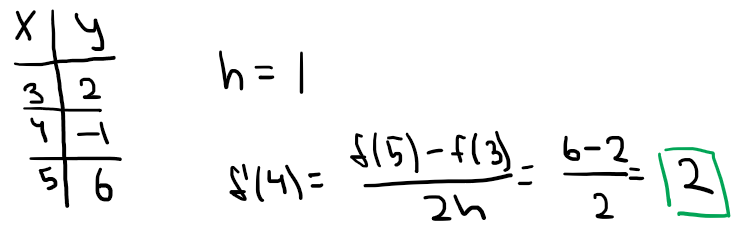 x y
3 2
4 -1
5 6
h = 1
f'(4) = f(5) - f(3) / 2h = 6 - 2 / 2 = 2